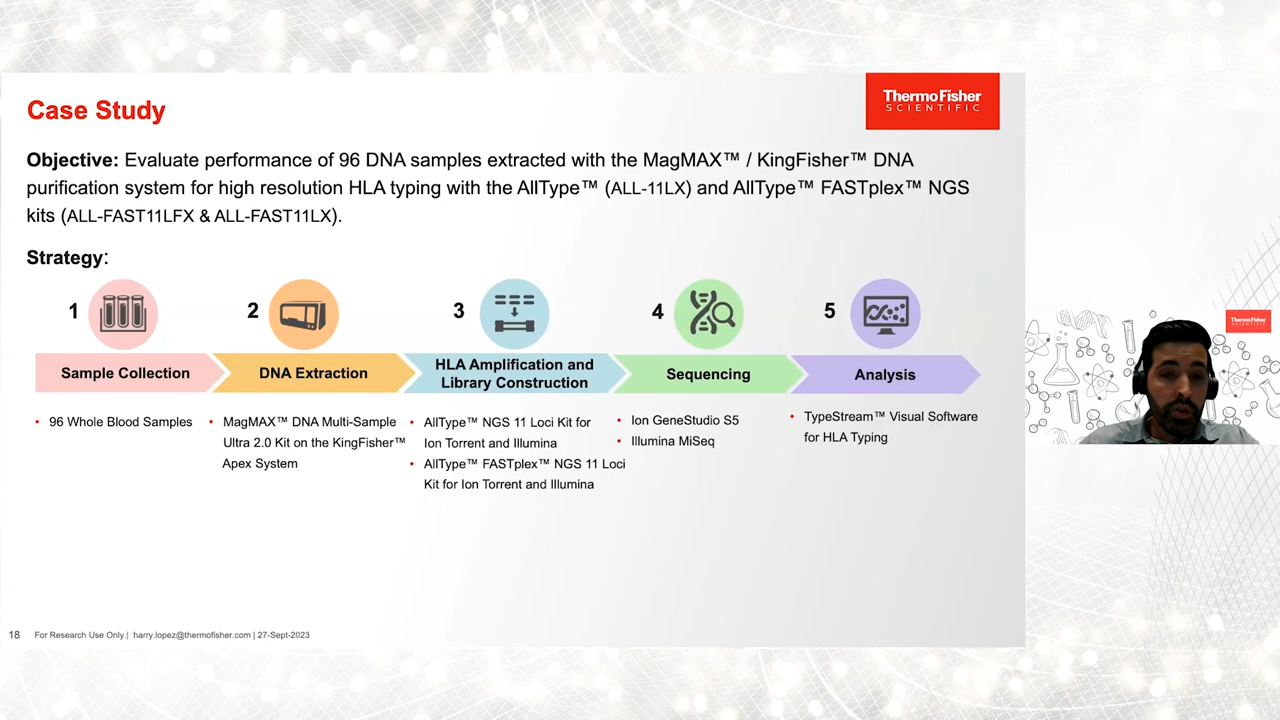 Case Study
ThermoFisher
SCIENTIFIC
Objective: Evaluate performance of 96 DNA samples extracted with the MagMAX™ / KingFisher™ DNA
purification system for high resolution HLA typing with the AllType™ (ALL-11LX) and AllType™ FASTplex™ NGS
kits (ALL-FAST11LFX & ALL-FAST11LX).
Strategy:
1
2
3
4
5
Sample Collection
DNA Extraction
HLA Amplification and
Library Construction
Sequencing
Analysis
• 96 Whole Blood Samples
• MagMAX™ DNA Multi-Sample
Ultra 2.0 Kit on the KingFisher™
Apex System
• AllType™ NGS 11 Loci Kit for
Ion Torrent and Illumina
• AllType™ FASTplex™ NGS 11 Loci
Kit for Ion Torrent and Illumina
• Ion GeneStudio S5
• Illumina MiSeq
• TypeStream™ Visual Software
for HLA Typing
ThermoFisher
SCIENTIFIC
18 For Research Use Only.| harry.lopez@thermofisher.com | 27-Sept-2023